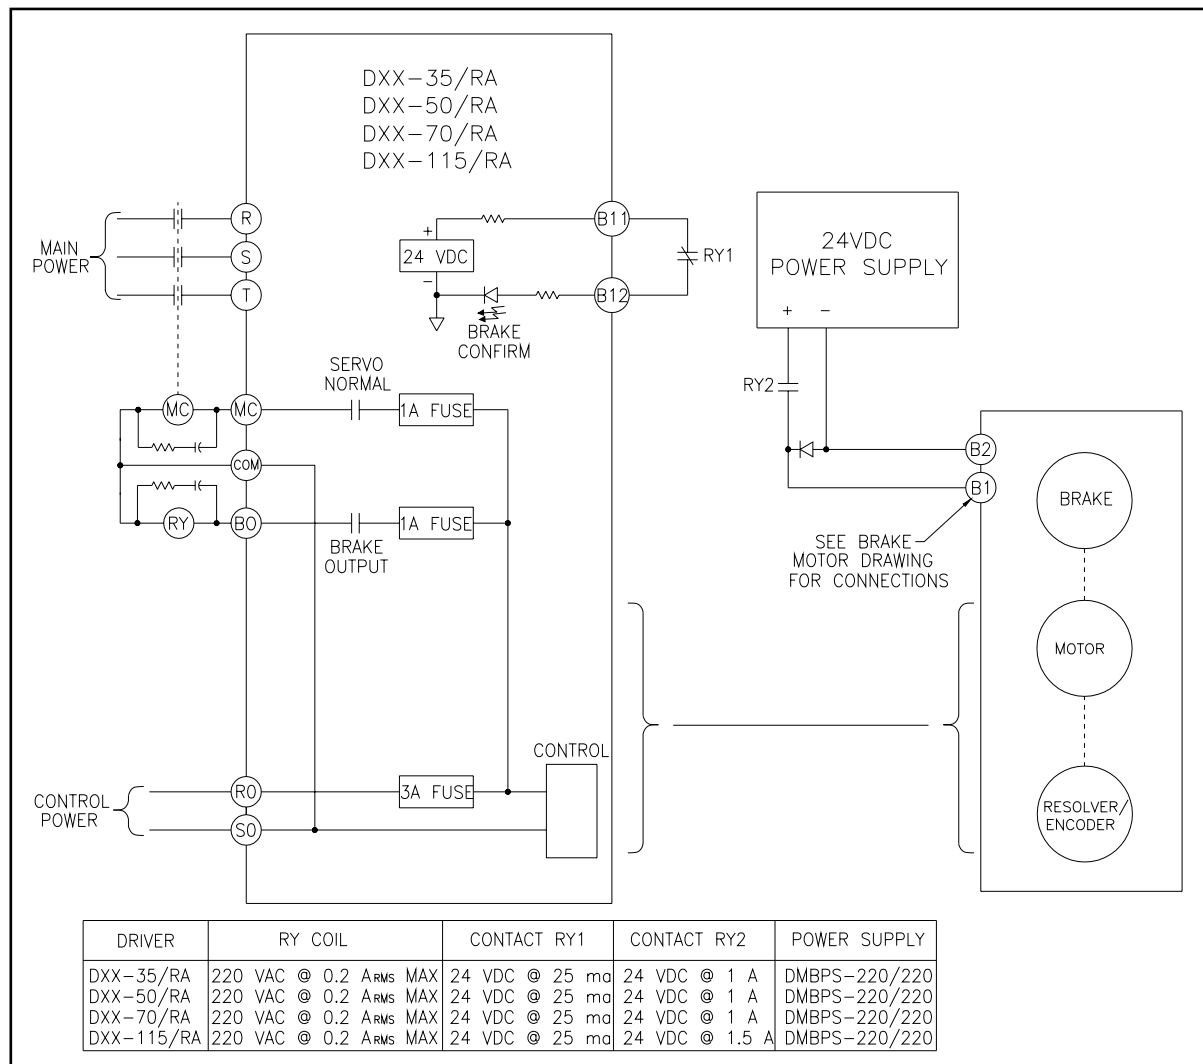 DXX-35/RA
DXX-50/RA
DXX-70/RA
DXX-115/RA
MAIN
POWER
R
S
T
+
24 VDC
−
B11
B12
RY1
BRAKE
CONFIRM
24VDC
POWER SUPPLY
+ −
RY2
SERVO
NORMAL
MC
MC
1A FUSE
COM
RY
BO
1A FUSE
BRAKE
OUTPUT
B2
B1
SEE BRAKE
MOTOR DRAWING
FOR CONNECTIONS
BRAKE
MOTOR
RESOLVER/
ENCODER
CONTROL
CONTROL
POWER
R0
S0
3A FUSE
DRIVER RY COIL CONTACT RY1 CONTACT RY2 POWER SUPPLY
DXX-35/RA 220 VAC @ 0.2 ARMS MAX 24 VDC @ 25 ma 24 VDC @ 1 A DMBPS-220/220
DXX-50/RA 220 VAC @ 0.2 ARMS MAX 24 VDC @ 25 ma 24 VDC @ 1 A DMBPS-220/220
DXX-70/RA 220 VAC @ 0.2 ARMS MAX 24 VDC @ 25 ma 24 VDC @ 1 A DMBPS-220/220
DXX-115/RA 220 VAC @ 0.2 ARMS MAX 24 VDC @ 25 ma 24 VDC @ 1.5 A DMBPS-220/220